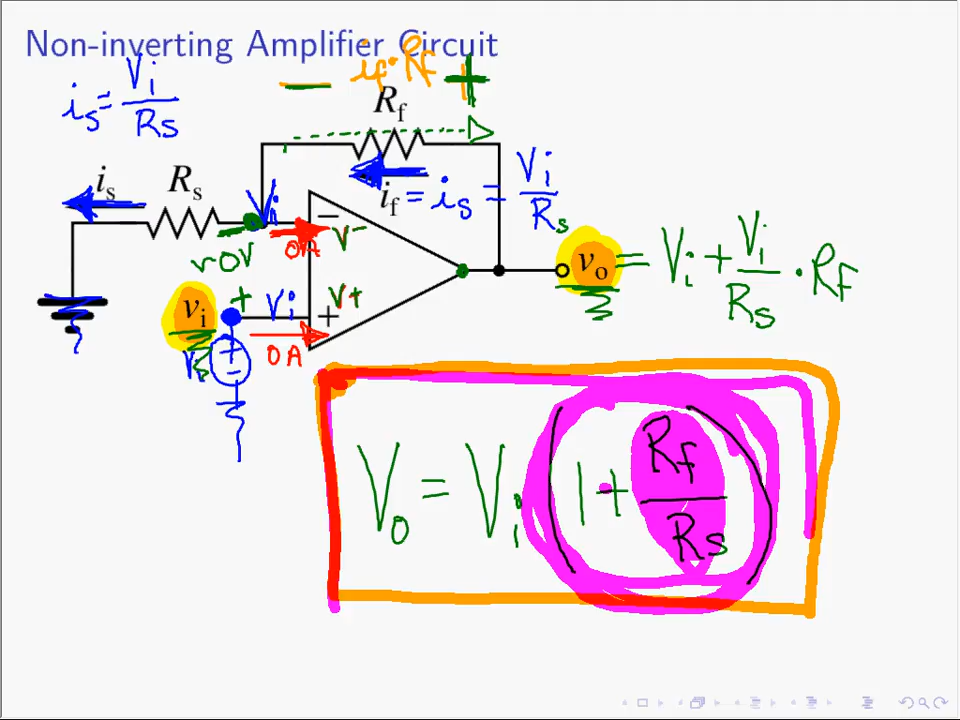 Non-inverting Amplifier Circuit
− if·Rf +
is = Vi/Rs
Rf
is Rs Vi if = is = Vi/Rs
0A V−
~0V
vo = Vi + Vi/Rs · Rf
vi + Vi V+
− +
0A
Vi + −
Vo = Vi (1 + Rf/Rs)